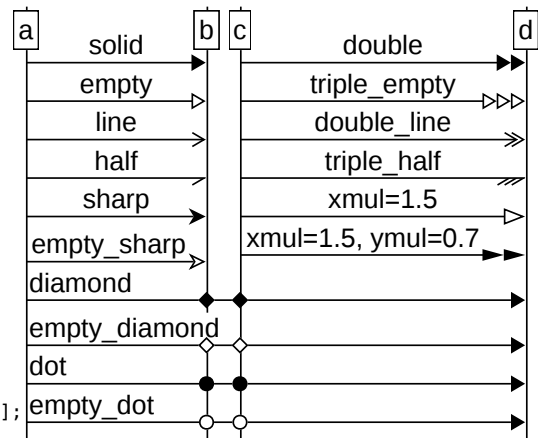 a b c d
solid double
empty triple_empty
line double_line
half triple_half
sharp xmul=1.5
empty_sharp xmul=1.5, ymul=0.7
diamond
empty_diamond
dot
]; empty_dot